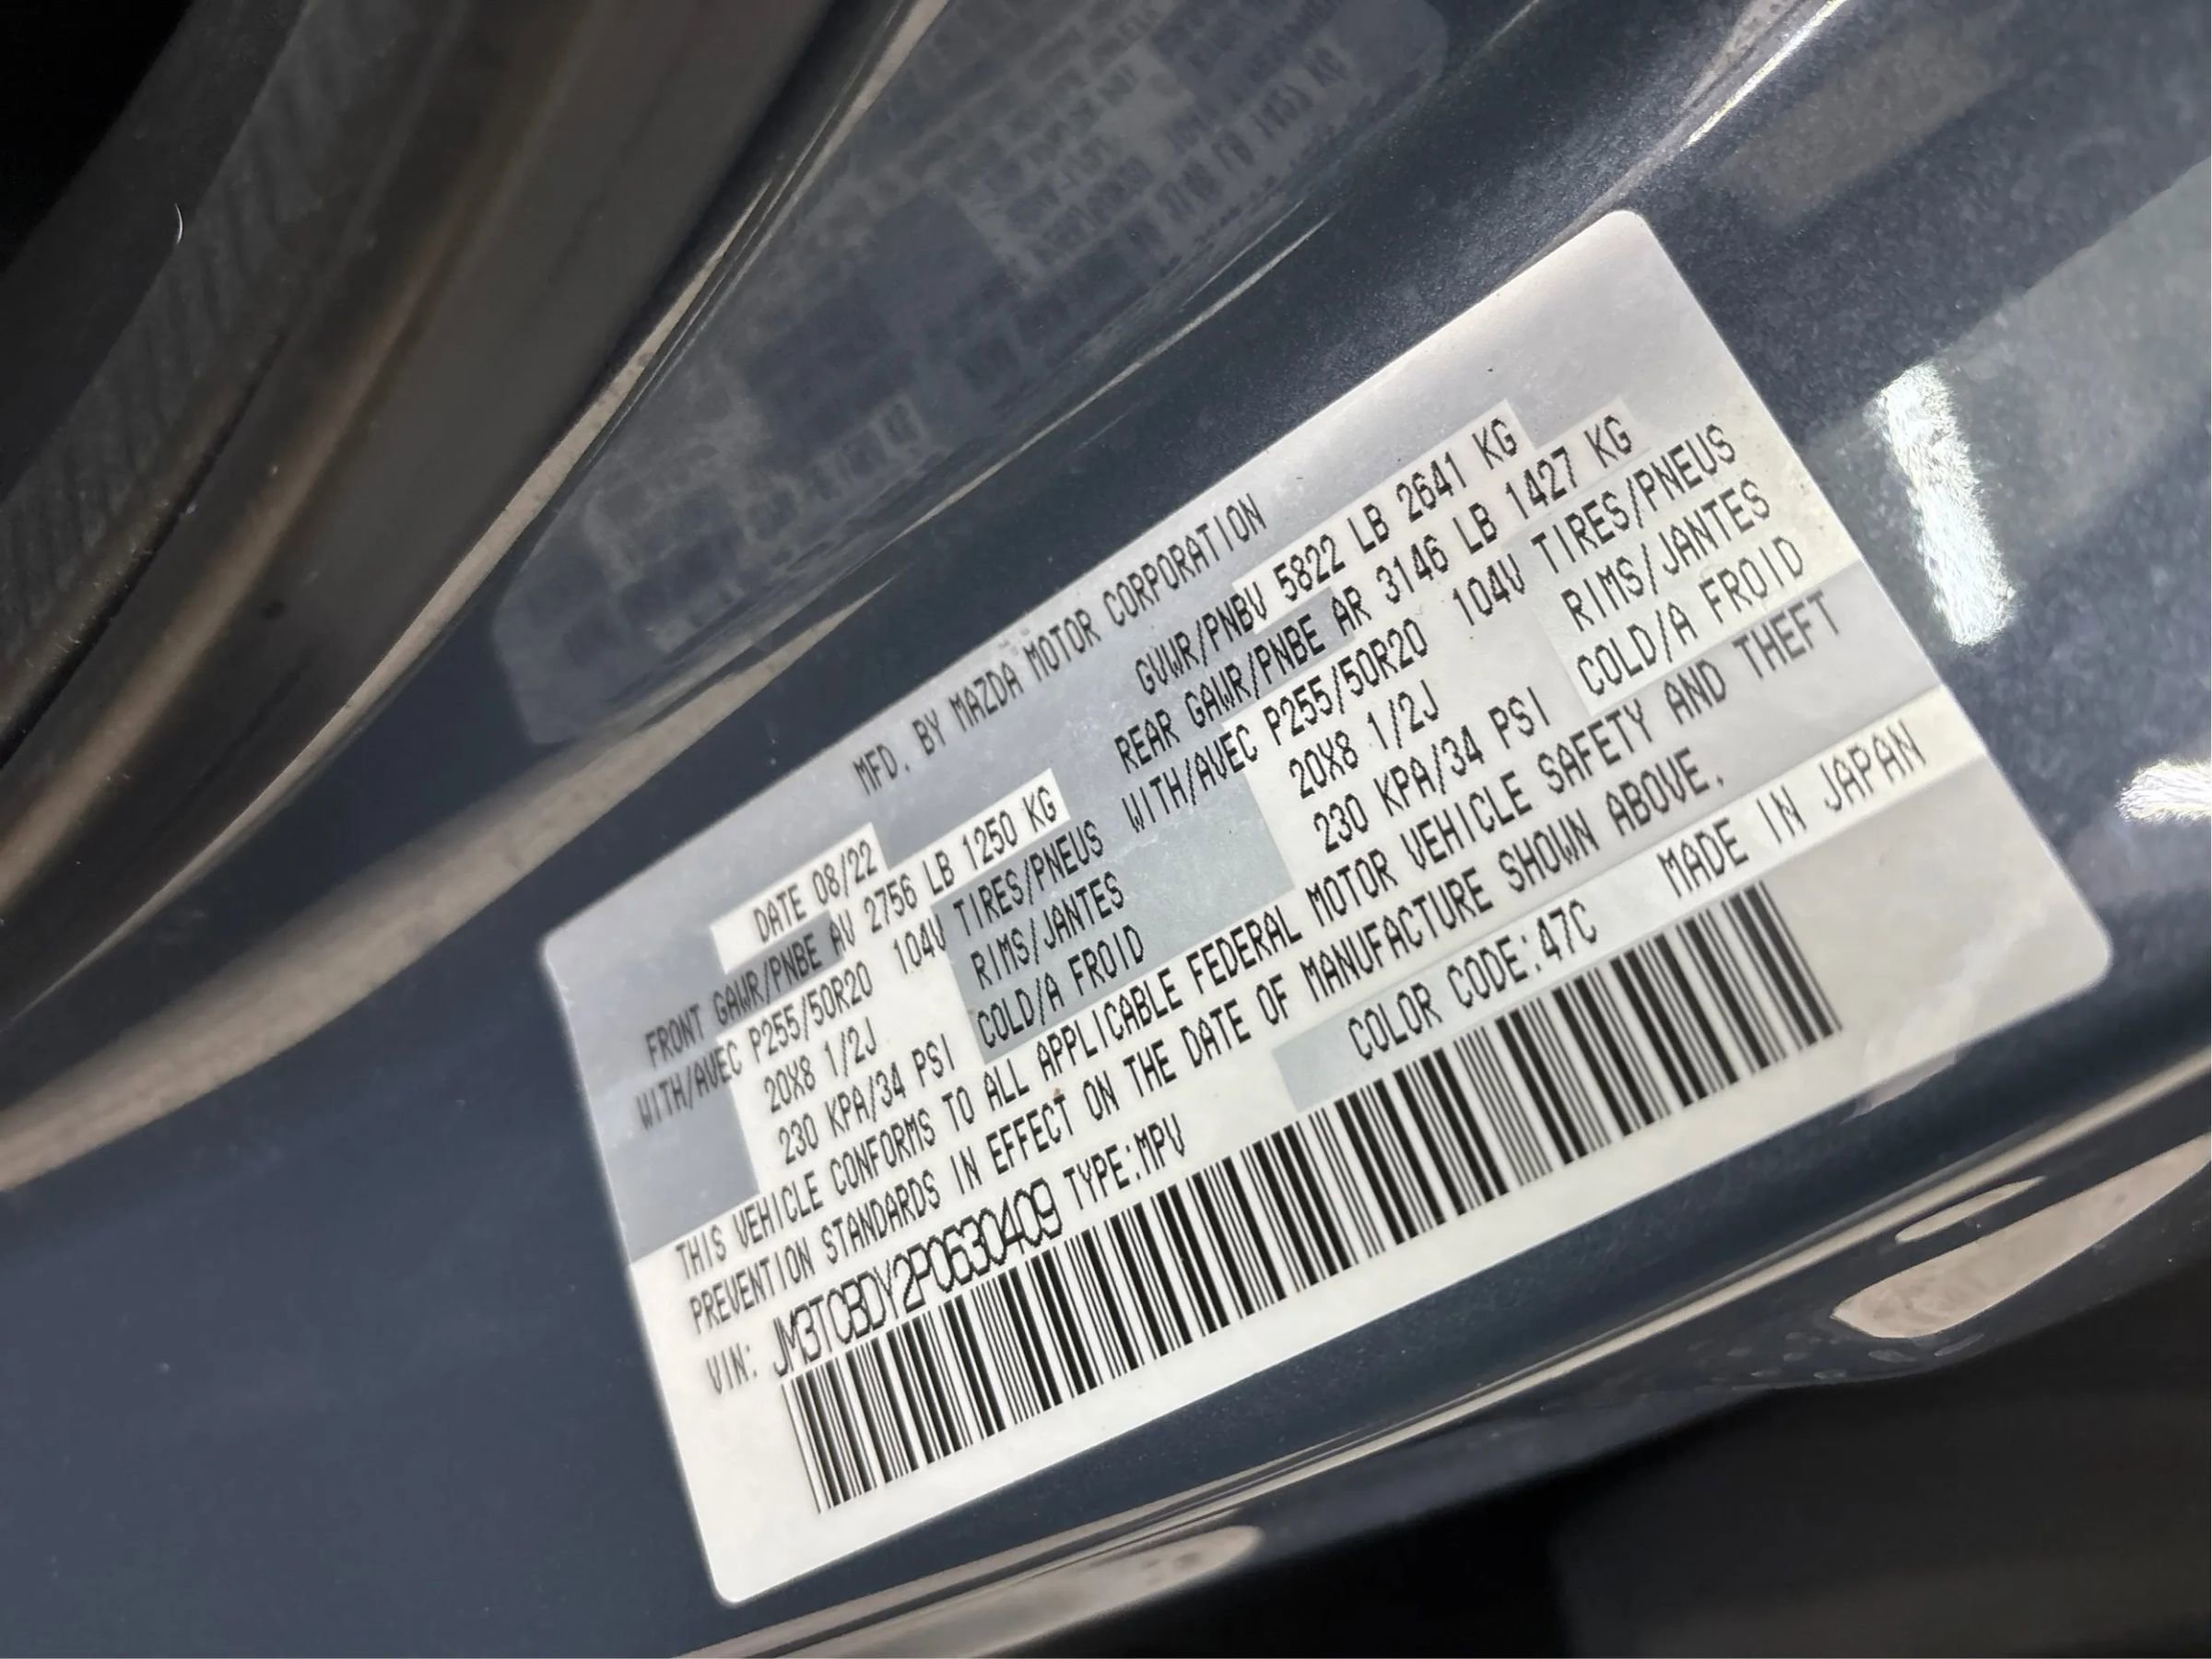 MFD. BY MAZDA MOTOR CORPORATION
DATE 08/22 GVWR/PNBV 5822 LB 2641 KG
FRONT GAWR/PNBE AV 2756 LB 1250 KG REAR GAWR/PNBE AR 3146 LB 1427 KG
WITH/AVEC P255/50R20 104V TIRES/PNEUS WITH/AVEC P255/50R20 104V TIRES/PNEUS
20X8 1/2J RIMS/JANTES 20X8 1/2J RIMS/JANTES
230 KPA/34 PSI COLD/A FROID 230 KPA/34 PSI COLD/A FROID
THIS VEHICLE CONFORMS TO ALL APPLICABLE FEDERAL MOTOR VEHICLE SAFETY AND THEFT
PREVENTION STANDARDS IN EFFECT ON THE DATE OF MANUFACTURE SHOWN ABOVE.
VIN: JM3TCBDY2P0630409 TYPE:MPV COLOR CODE:47C MADE IN JAPAN